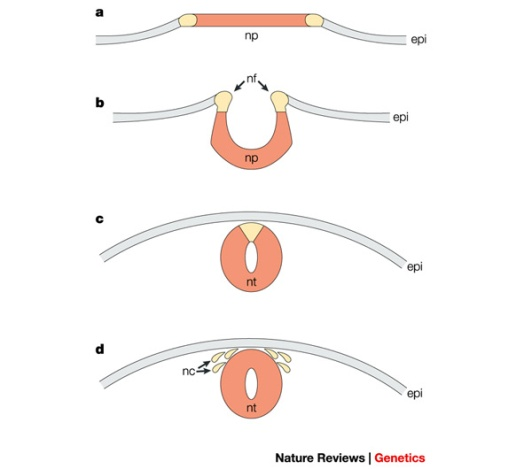 a
np
epi
nf
b
epi
np
c
epi
nt
d
nc
epi
nt
Nature Reviews | Genetics